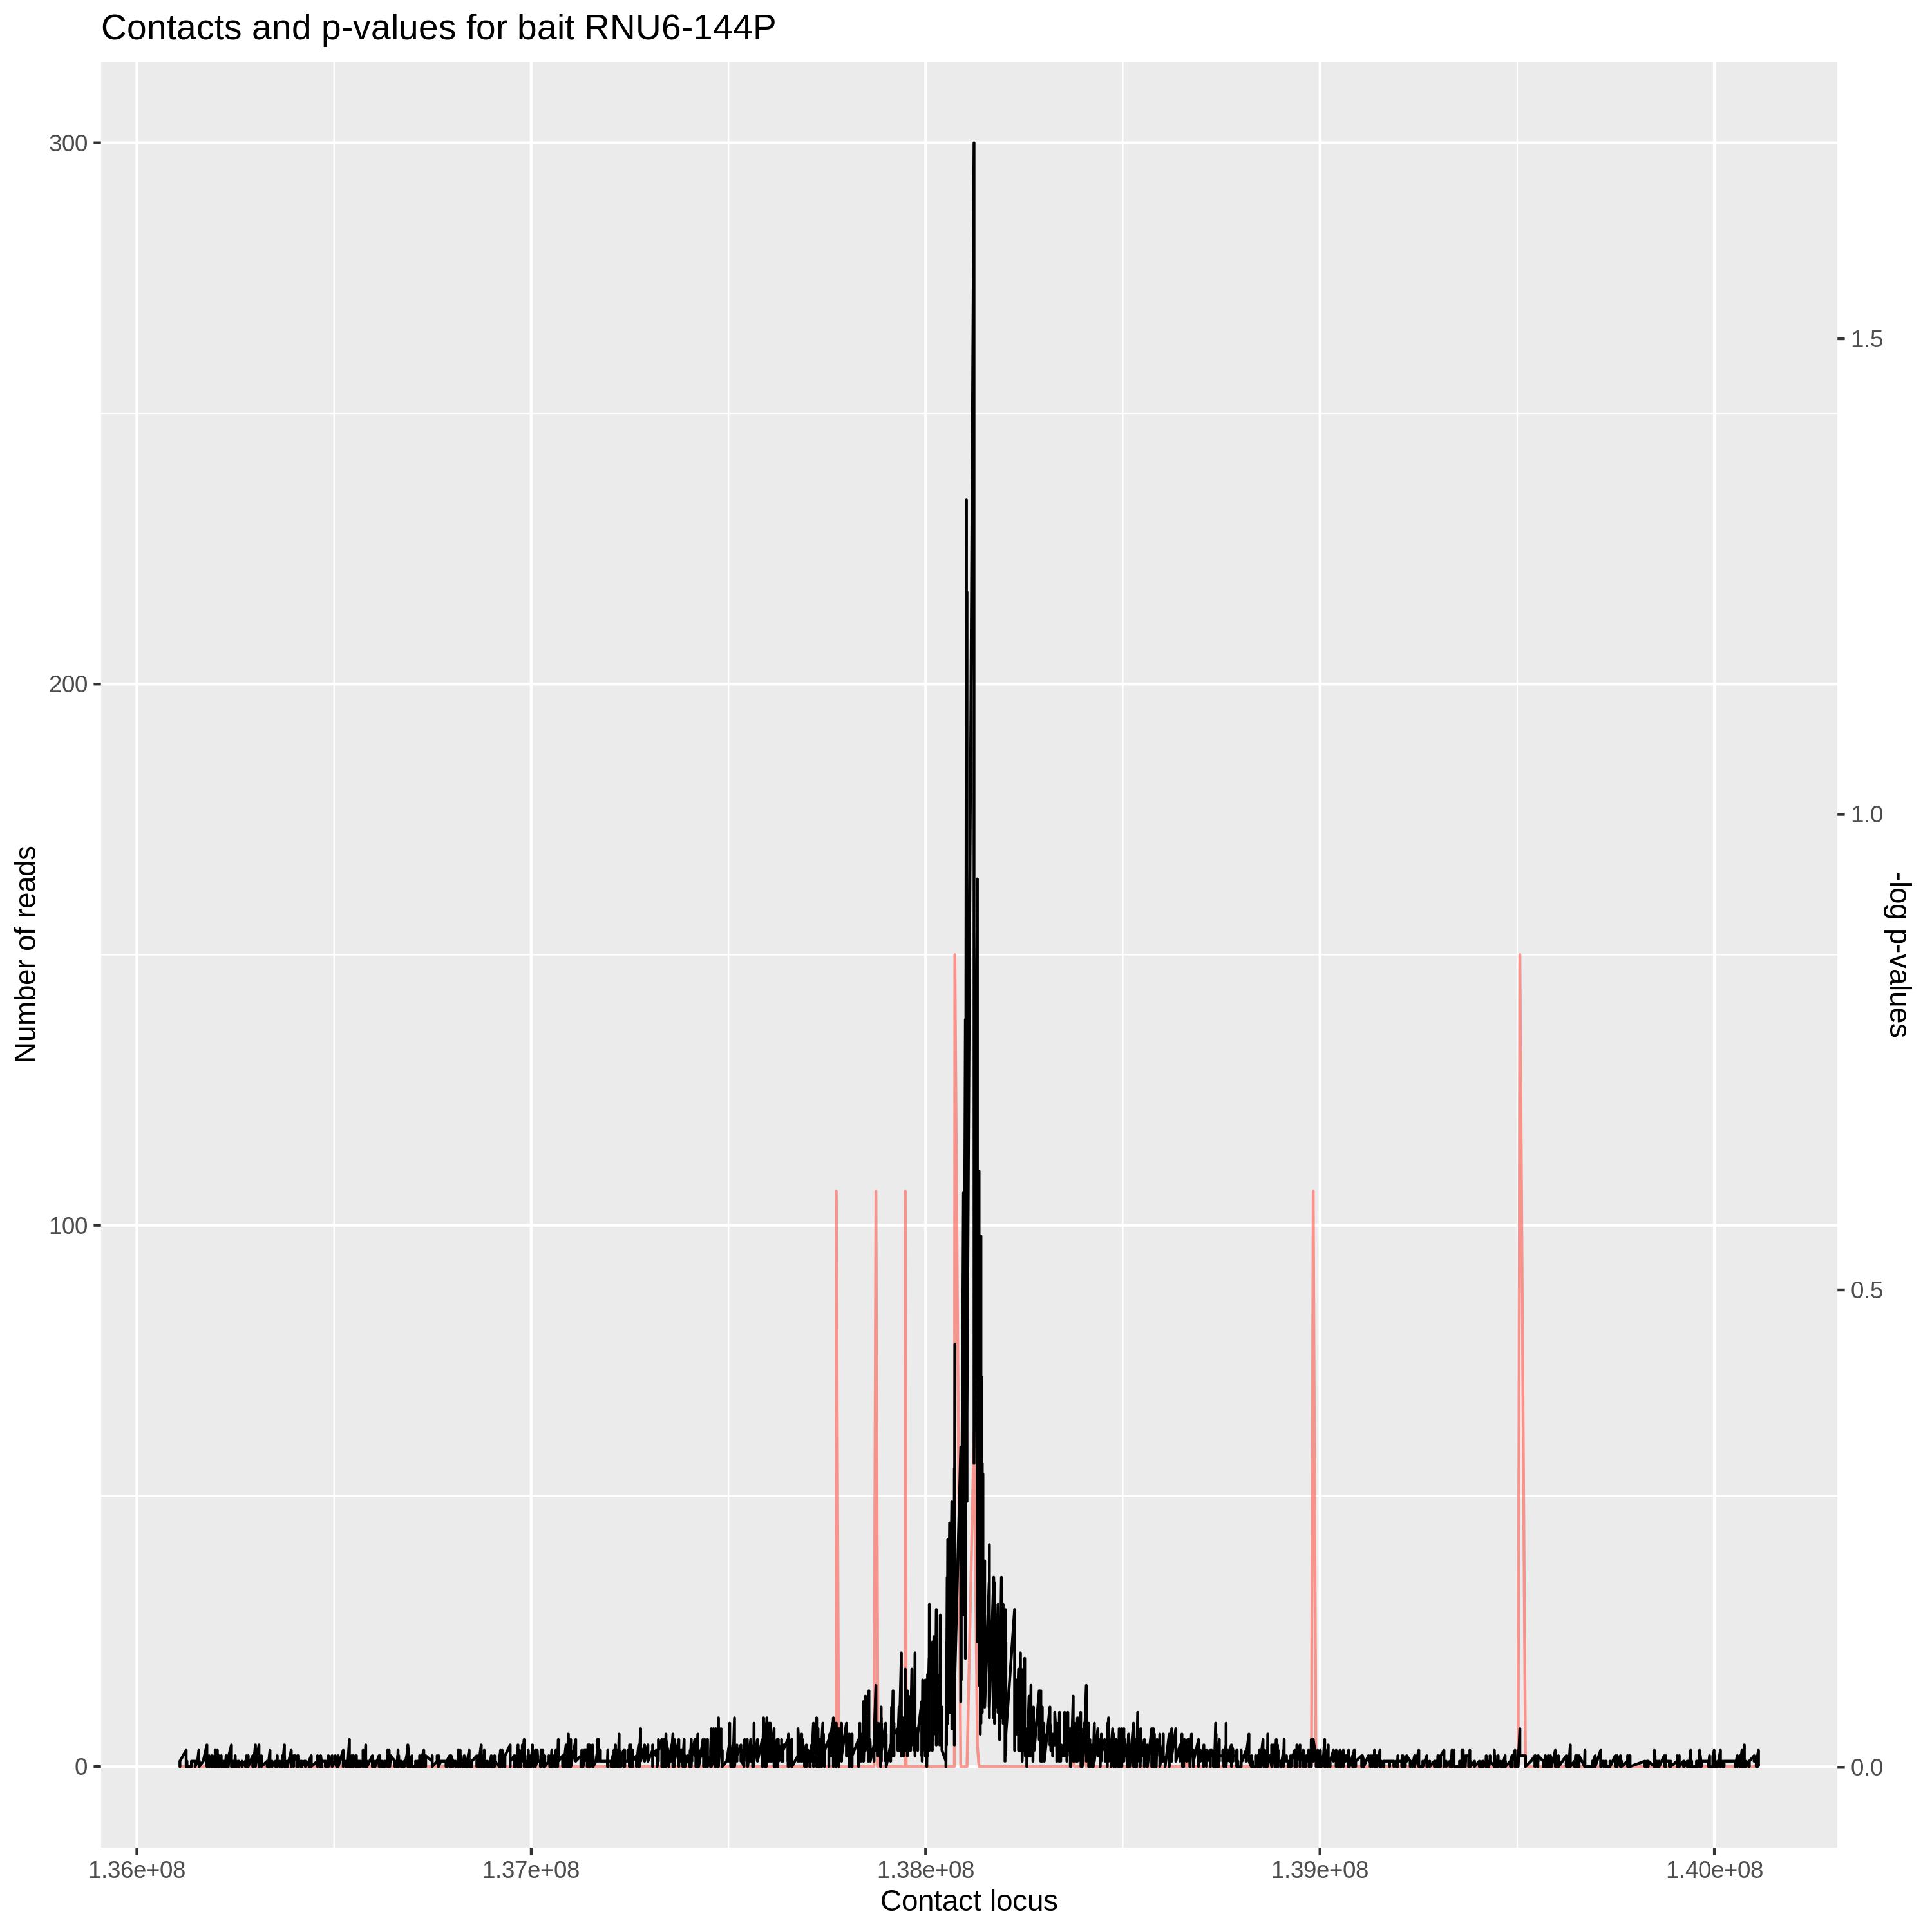 Contacts and p-values for bait RNU6-144P
300
200
100
0
Number of reads
1.5
1.0
0.5
0.0
-log p-values
1.36e+08
1.37e+08
1.38e+08
1.39e+08
1.40e+08
Contact locus